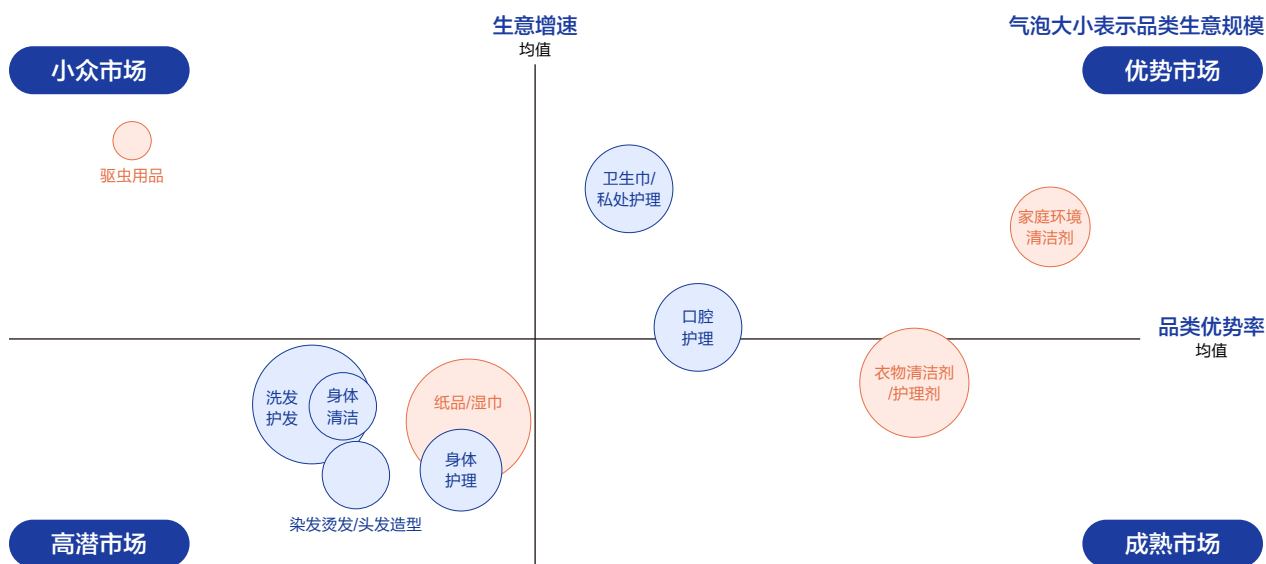 生意增速
均值
气泡大小表示品类生意规模
小众市场
优势市场
驱虫用品
卫生巾/
私处护理
家庭环境
清洁剂
口腔
护理
品类优势率
均值
衣物清洁剂
/护理剂
洗发
护发
身体
清洁
纸品/湿巾
身体
护理
染发烫发/头发造型
高潜市场
成熟市场